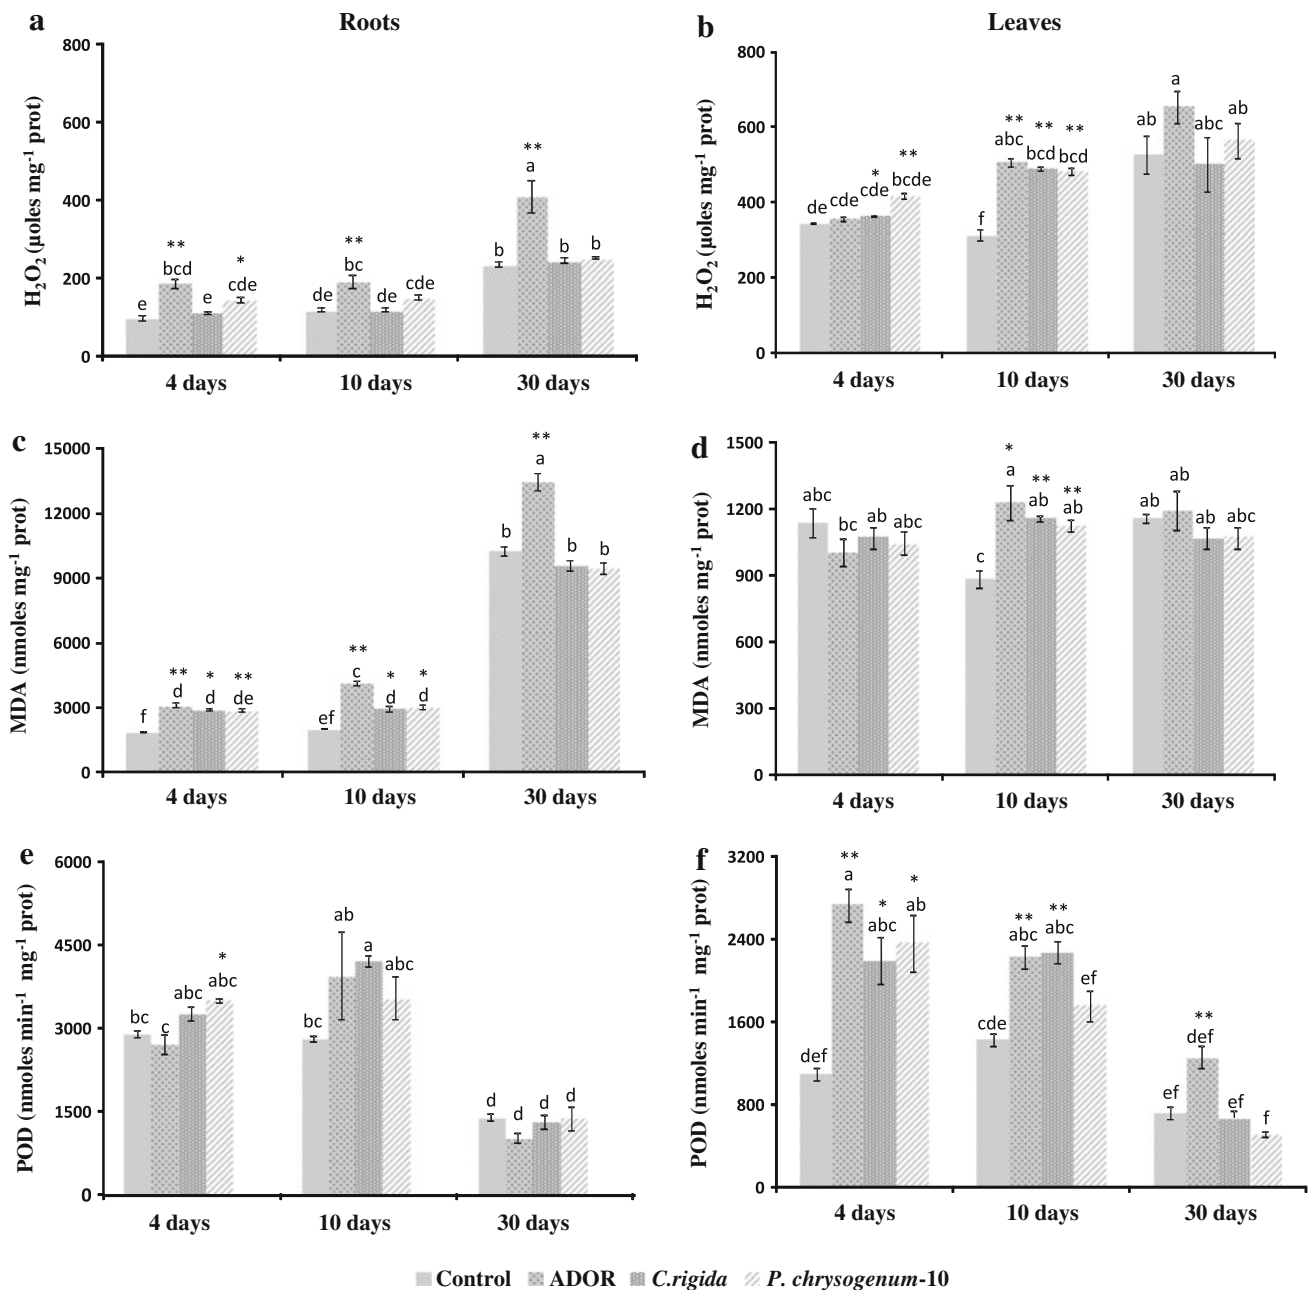 a
Roots
H₂O₂ (µoles mg⁻¹ prot)
800
600
400
200
0
e
**
bcd
e
*
cde
de
**
bc
de
cde
b
**
a
b
b
4 days
10 days
30 days
b
Leaves
H₂O₂ (µoles mg⁻¹ prot)
800
600
400
200
0
de
cde
*
cde
**
bcde
f
**
abc
**
bcd
**
bcd
ab
a
abc
ab
4 days
10 days
30 days
c
MDA (nmoles mg⁻¹ prot)
15000
12000
9000
6000
3000
0
f
**
d
*
d
**
de
ef
**
c
*
d
*
d
b
**
a
b
b
4 days
10 days
30 days
d
MDA (nmoles mg⁻¹ prot)
1500
1200
900
600
300
0
abc
bc
ab
abc
c
*
a
**
ab
**
ab
ab
ab
ab
abc
4 days
10 days
30 days
e
POD (nmoles min⁻¹ mg⁻¹ prot)
6000
4500
3000
1500
0
bc
c
abc
*
abc
bc
ab
a
abc
d
d
d
d
4 days
10 days
30 days
f
POD (nmoles min⁻¹ mg⁻¹ prot)
3200
2400
1600
800
0
def
**
a
*
abc
*
ab
cde
**
abc
**
abc
ef
ef
**
def
ef
f
4 days
10 days
30 days
Control ADOR C.rigida P. chrysogenum-10